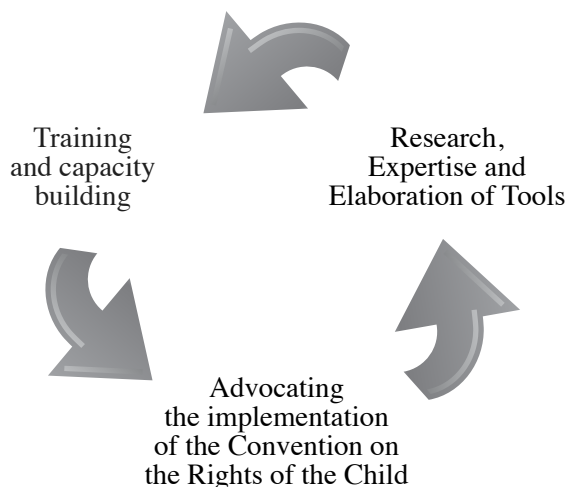 Training
and capacity
building
Research,
Expertise and
Elaboration of Tools
Advocating
the implementation
of the Convention on
the Rights of the Child